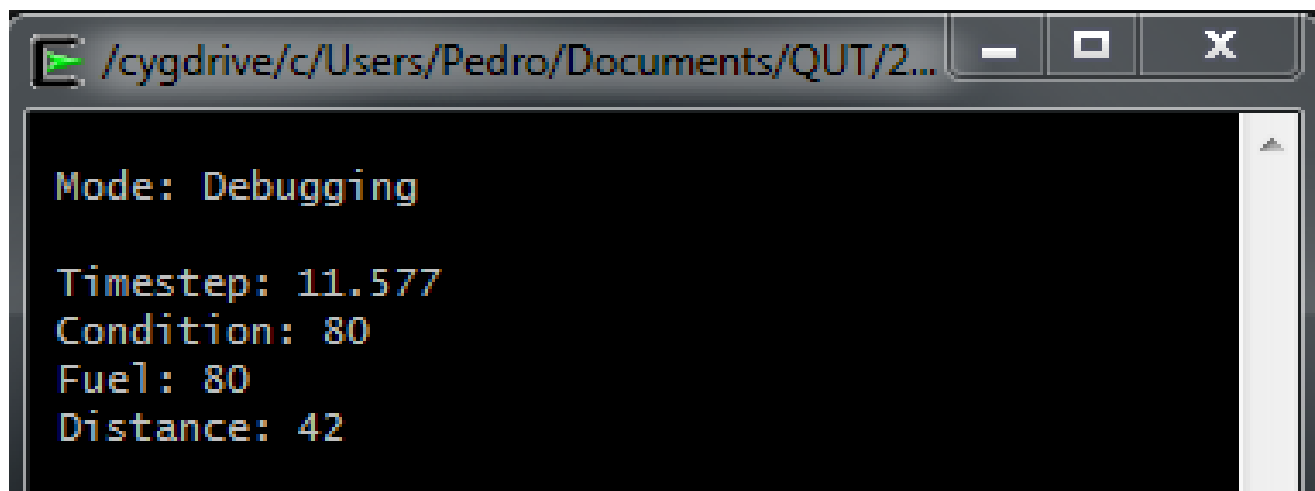 /cygdrive/c/Users/Pedro/Documents/QUT/2...
Mode: Debugging
Timestep: 11.577
Condition: 80
Fuel: 80
Distance: 42